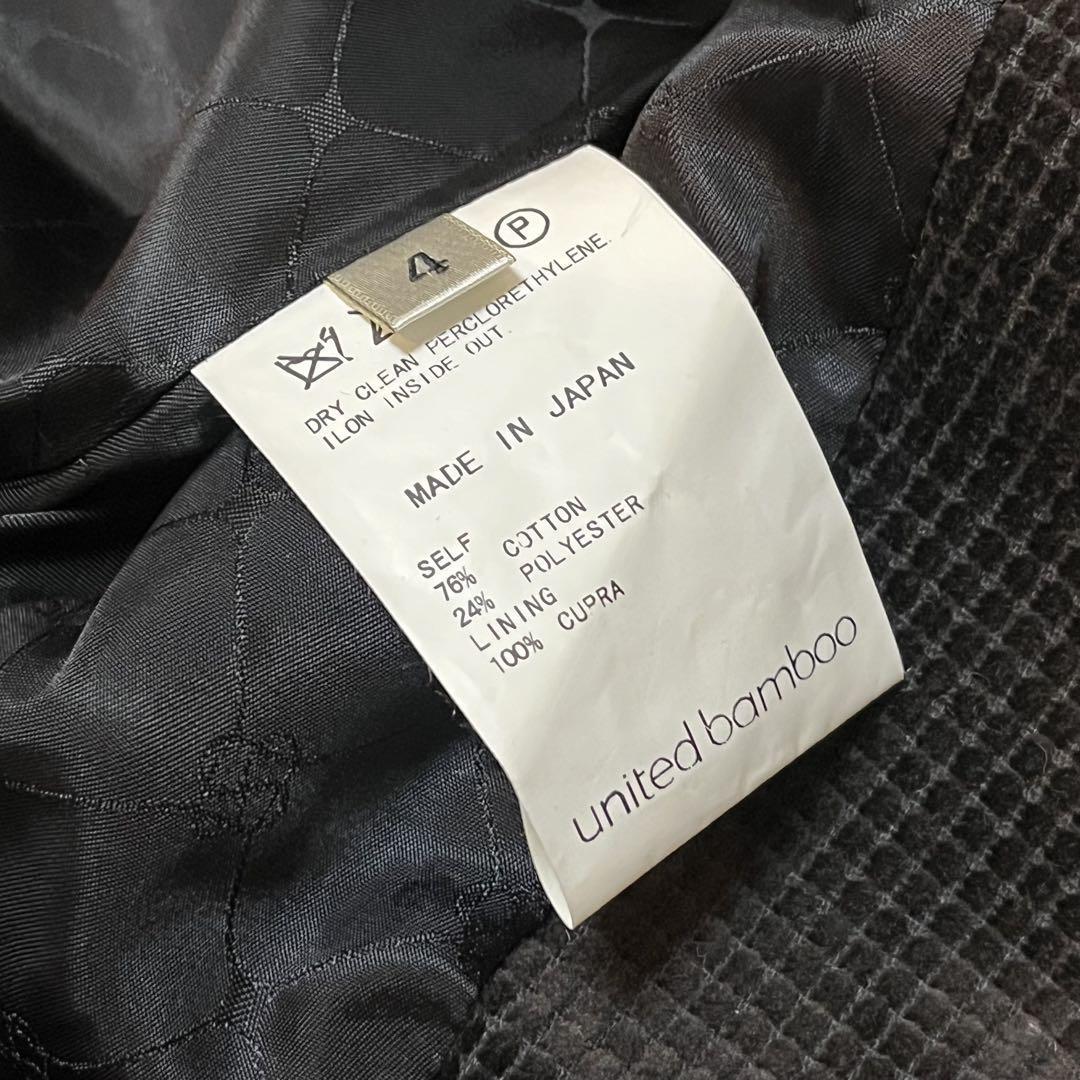 4
P
DRY CLEAN PERCLORETHYLENE.
ILON INSIDE OUT.
MADE IN JAPAN
SELF
76% COTTON
24% POLYESTER
LINING
100% CUPRA
united bamboo